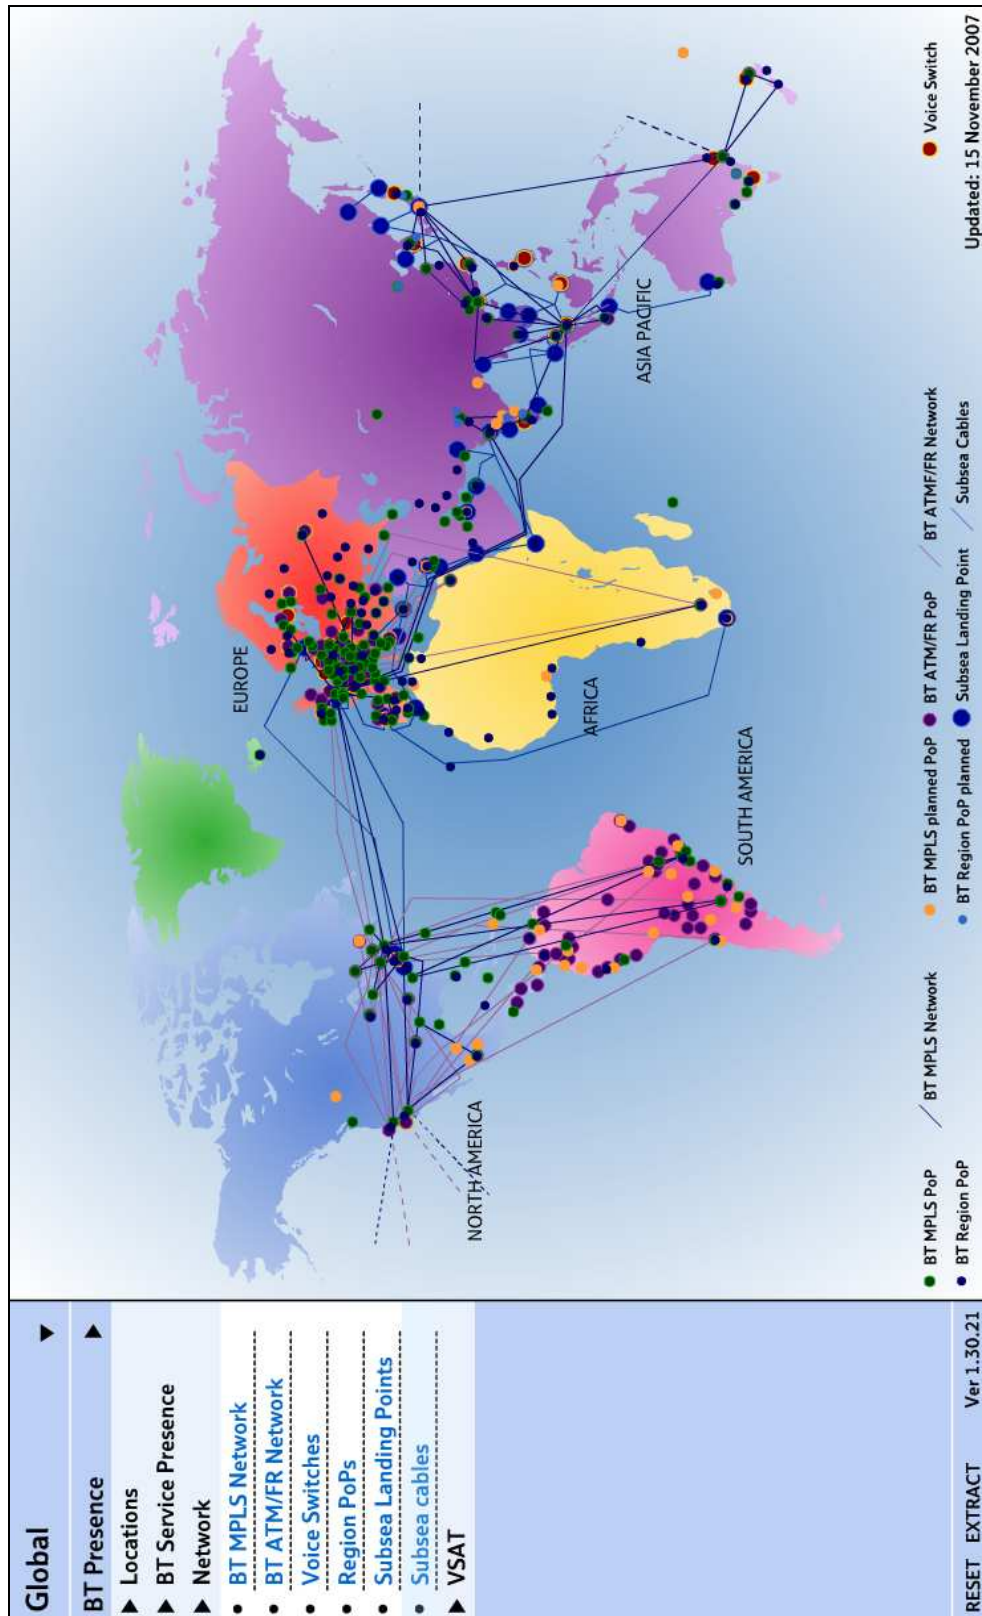 Global
BT Presence
Locations
BT Service Presence
Network
BT MPLS Network
BT ATM/FR Network
Voice Switches
Region PoPs
Subsea Landing Points
Subsea cables
VSAT
RESET EXTRACT Ver 1.30.21
EUROPE
NORTH AMERICA
ASIA PACIFIC
AFRICA
SOUTH AMERICA
BT MPLS PoP BT MPLS Network BT MPLS planned PoP BT ATM/FR PoP BT ATMF/FR Network Voice Switch
BT Region PoP BT Region PoP planned Subsea Landing Point Subsea Cables
Updated: 15 November 2007